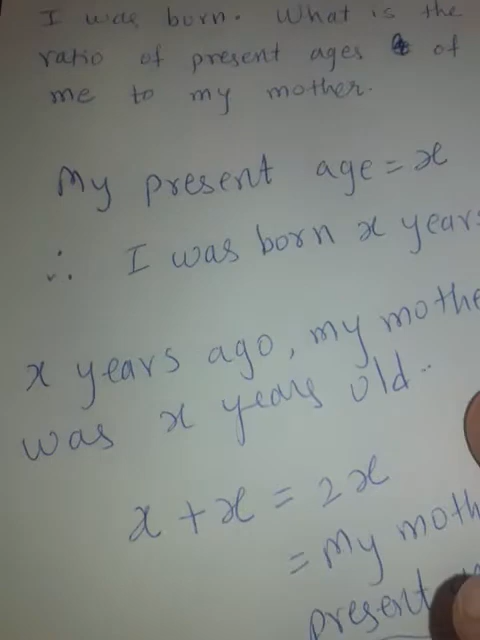 I was born. What is the
ratio of present ages of
me to my mother.
My present age = x
∴ I was born x years
x years ago, my mothe
was x years old.
x + x = 2x
= my moth
present